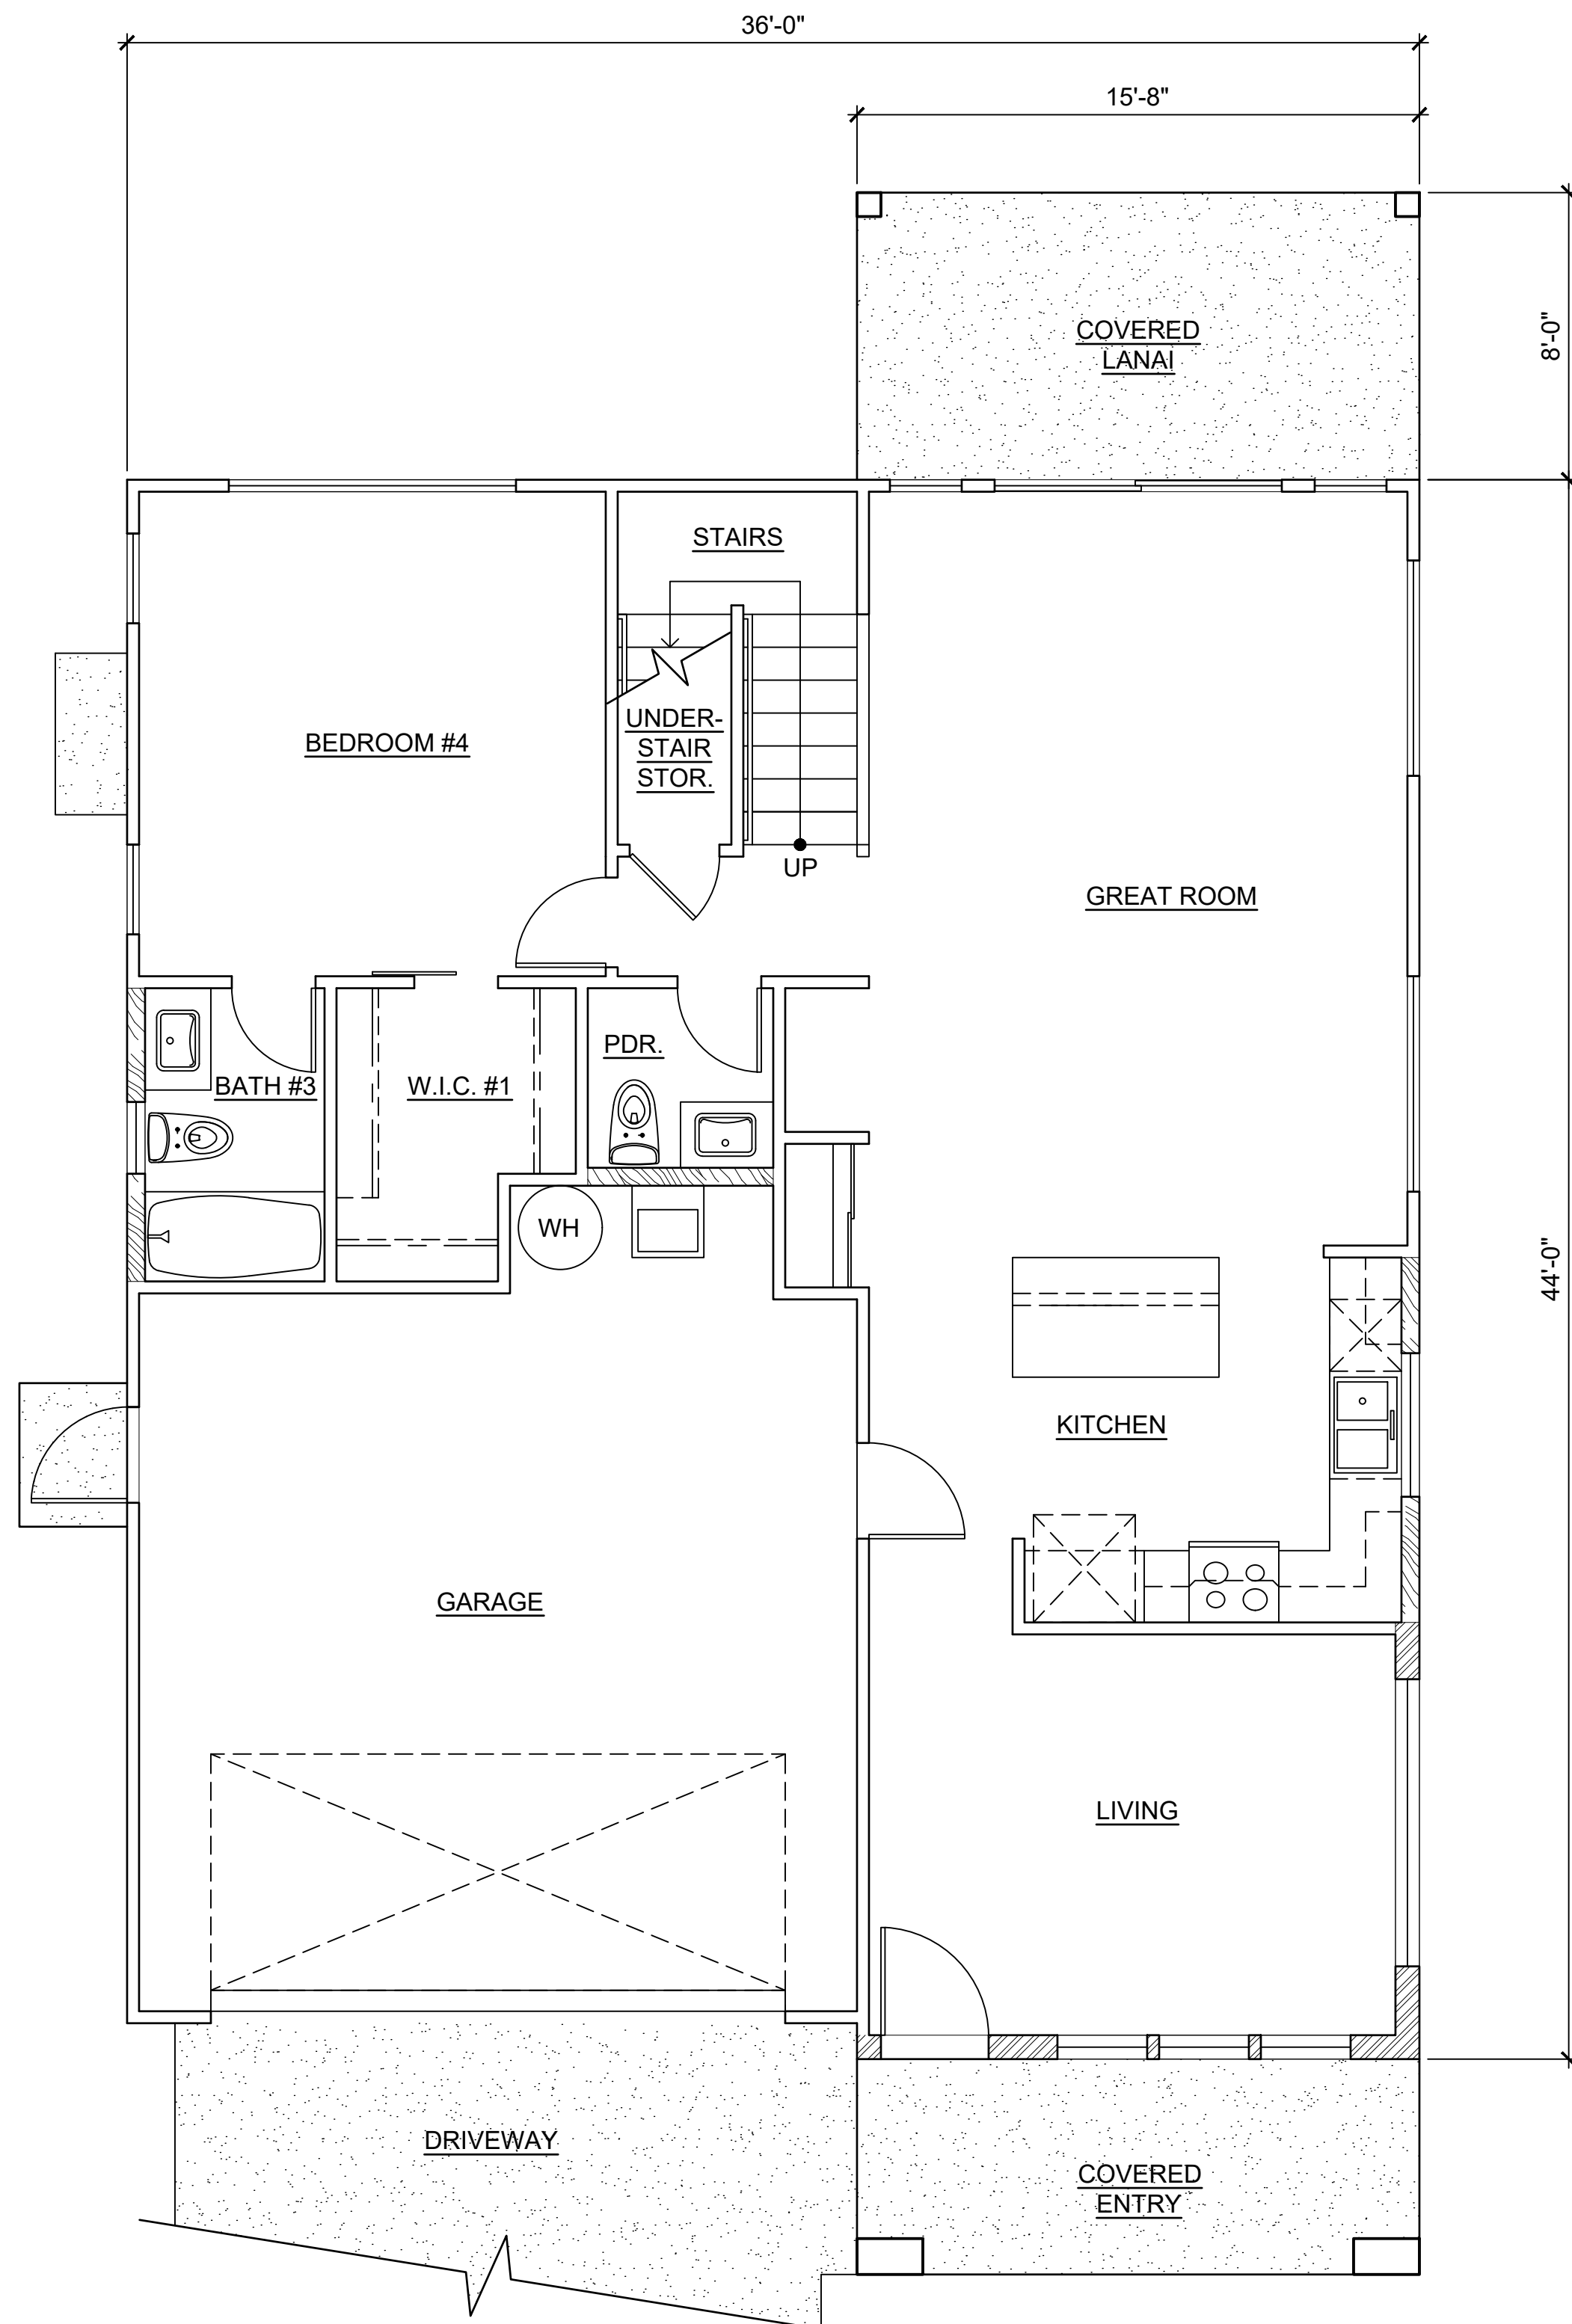 36'-0"
15'-8"
COVERED
LANAI
8'-0"
STAIRS
UNDER-
STAIR
STOR.
BEDROOM #4
UP
GREAT ROOM
PDR.
BATH #3
W.I.C. #1
WH
44'-0"
KITCHEN
GARAGE
LIVING
DRIVEWAY
COVERED
ENTRY